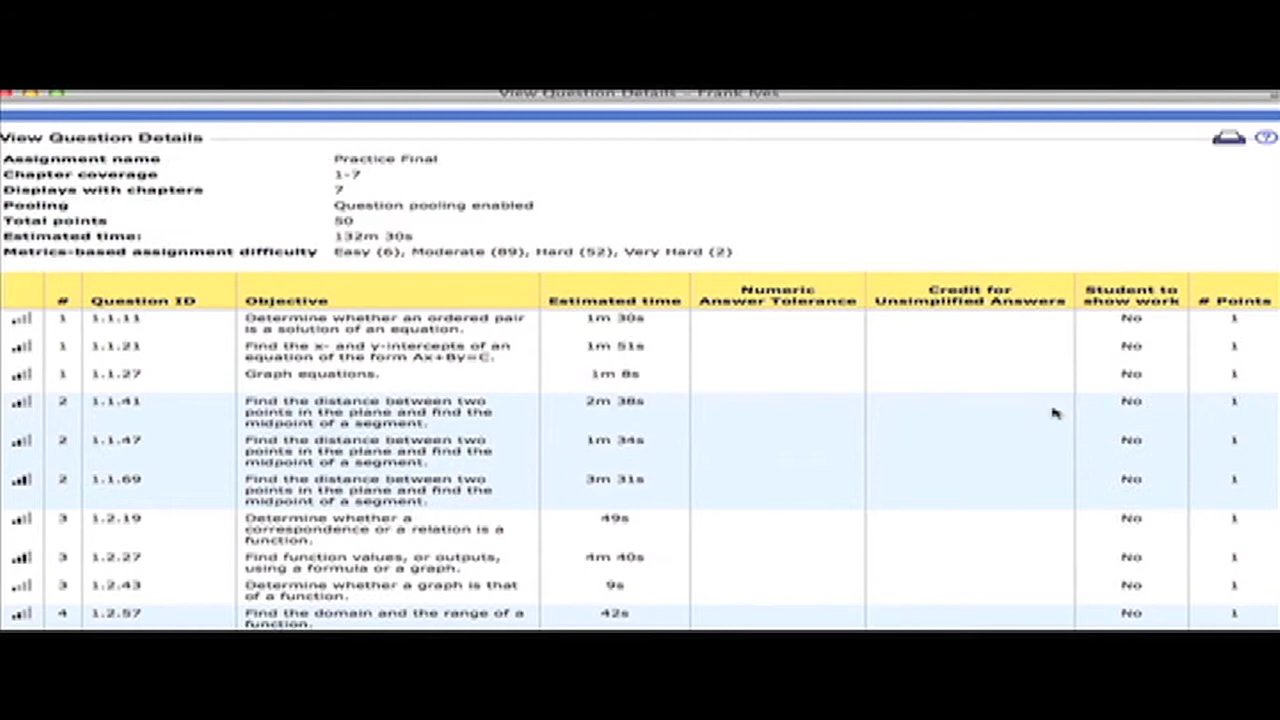 View Question Details - Frank Ives
View Question Details
Assignment name Practice Final
Chapter coverage 1-7
Displays with chapters 7
Pooling Question pooling enabled
Total points 50
Estimated time: 132m 30s
Metrics-based assignment difficulty Easy (6), Moderate (89), Hard (52), Very Hard (2)
Numeric Credit for Student to
# Question ID Objective Estimated time Answer Tolerance Unsimplified Answers show work # Points
1 1.1.11 Determine whether an ordered pair 1m 30s No 1
is a solution of an equation.
1 1.1.21 Find the x- and y-intercepts of an 1m 51s No 1
equation of the form Ax+By=C.
1 1.1.27 Graph equations. 1m 8s No 1
2 1.1.41 Find the distance between two 2m 38s No 1
points in the plane and find the
midpoint of a segment.
2 1.1.47 Find the distance between two 1m 34s No 1
points in the plane and find the
midpoint of a segment.
2 1.1.69 Find the distance between two 3m 31s No 1
points in the plane and find the
midpoint of a segment.
3 1.2.19 Determine whether a 49s No 1
correspondence or a relation is a
function.
3 1.2.27 Find function values, or outputs, 4m 40s No 1
using a formula or a graph.
3 1.2.43 Determine whether a graph is that 9s No 1
of a function.
4 1.2.57 Find the domain and the range of a 42s No 1
function.